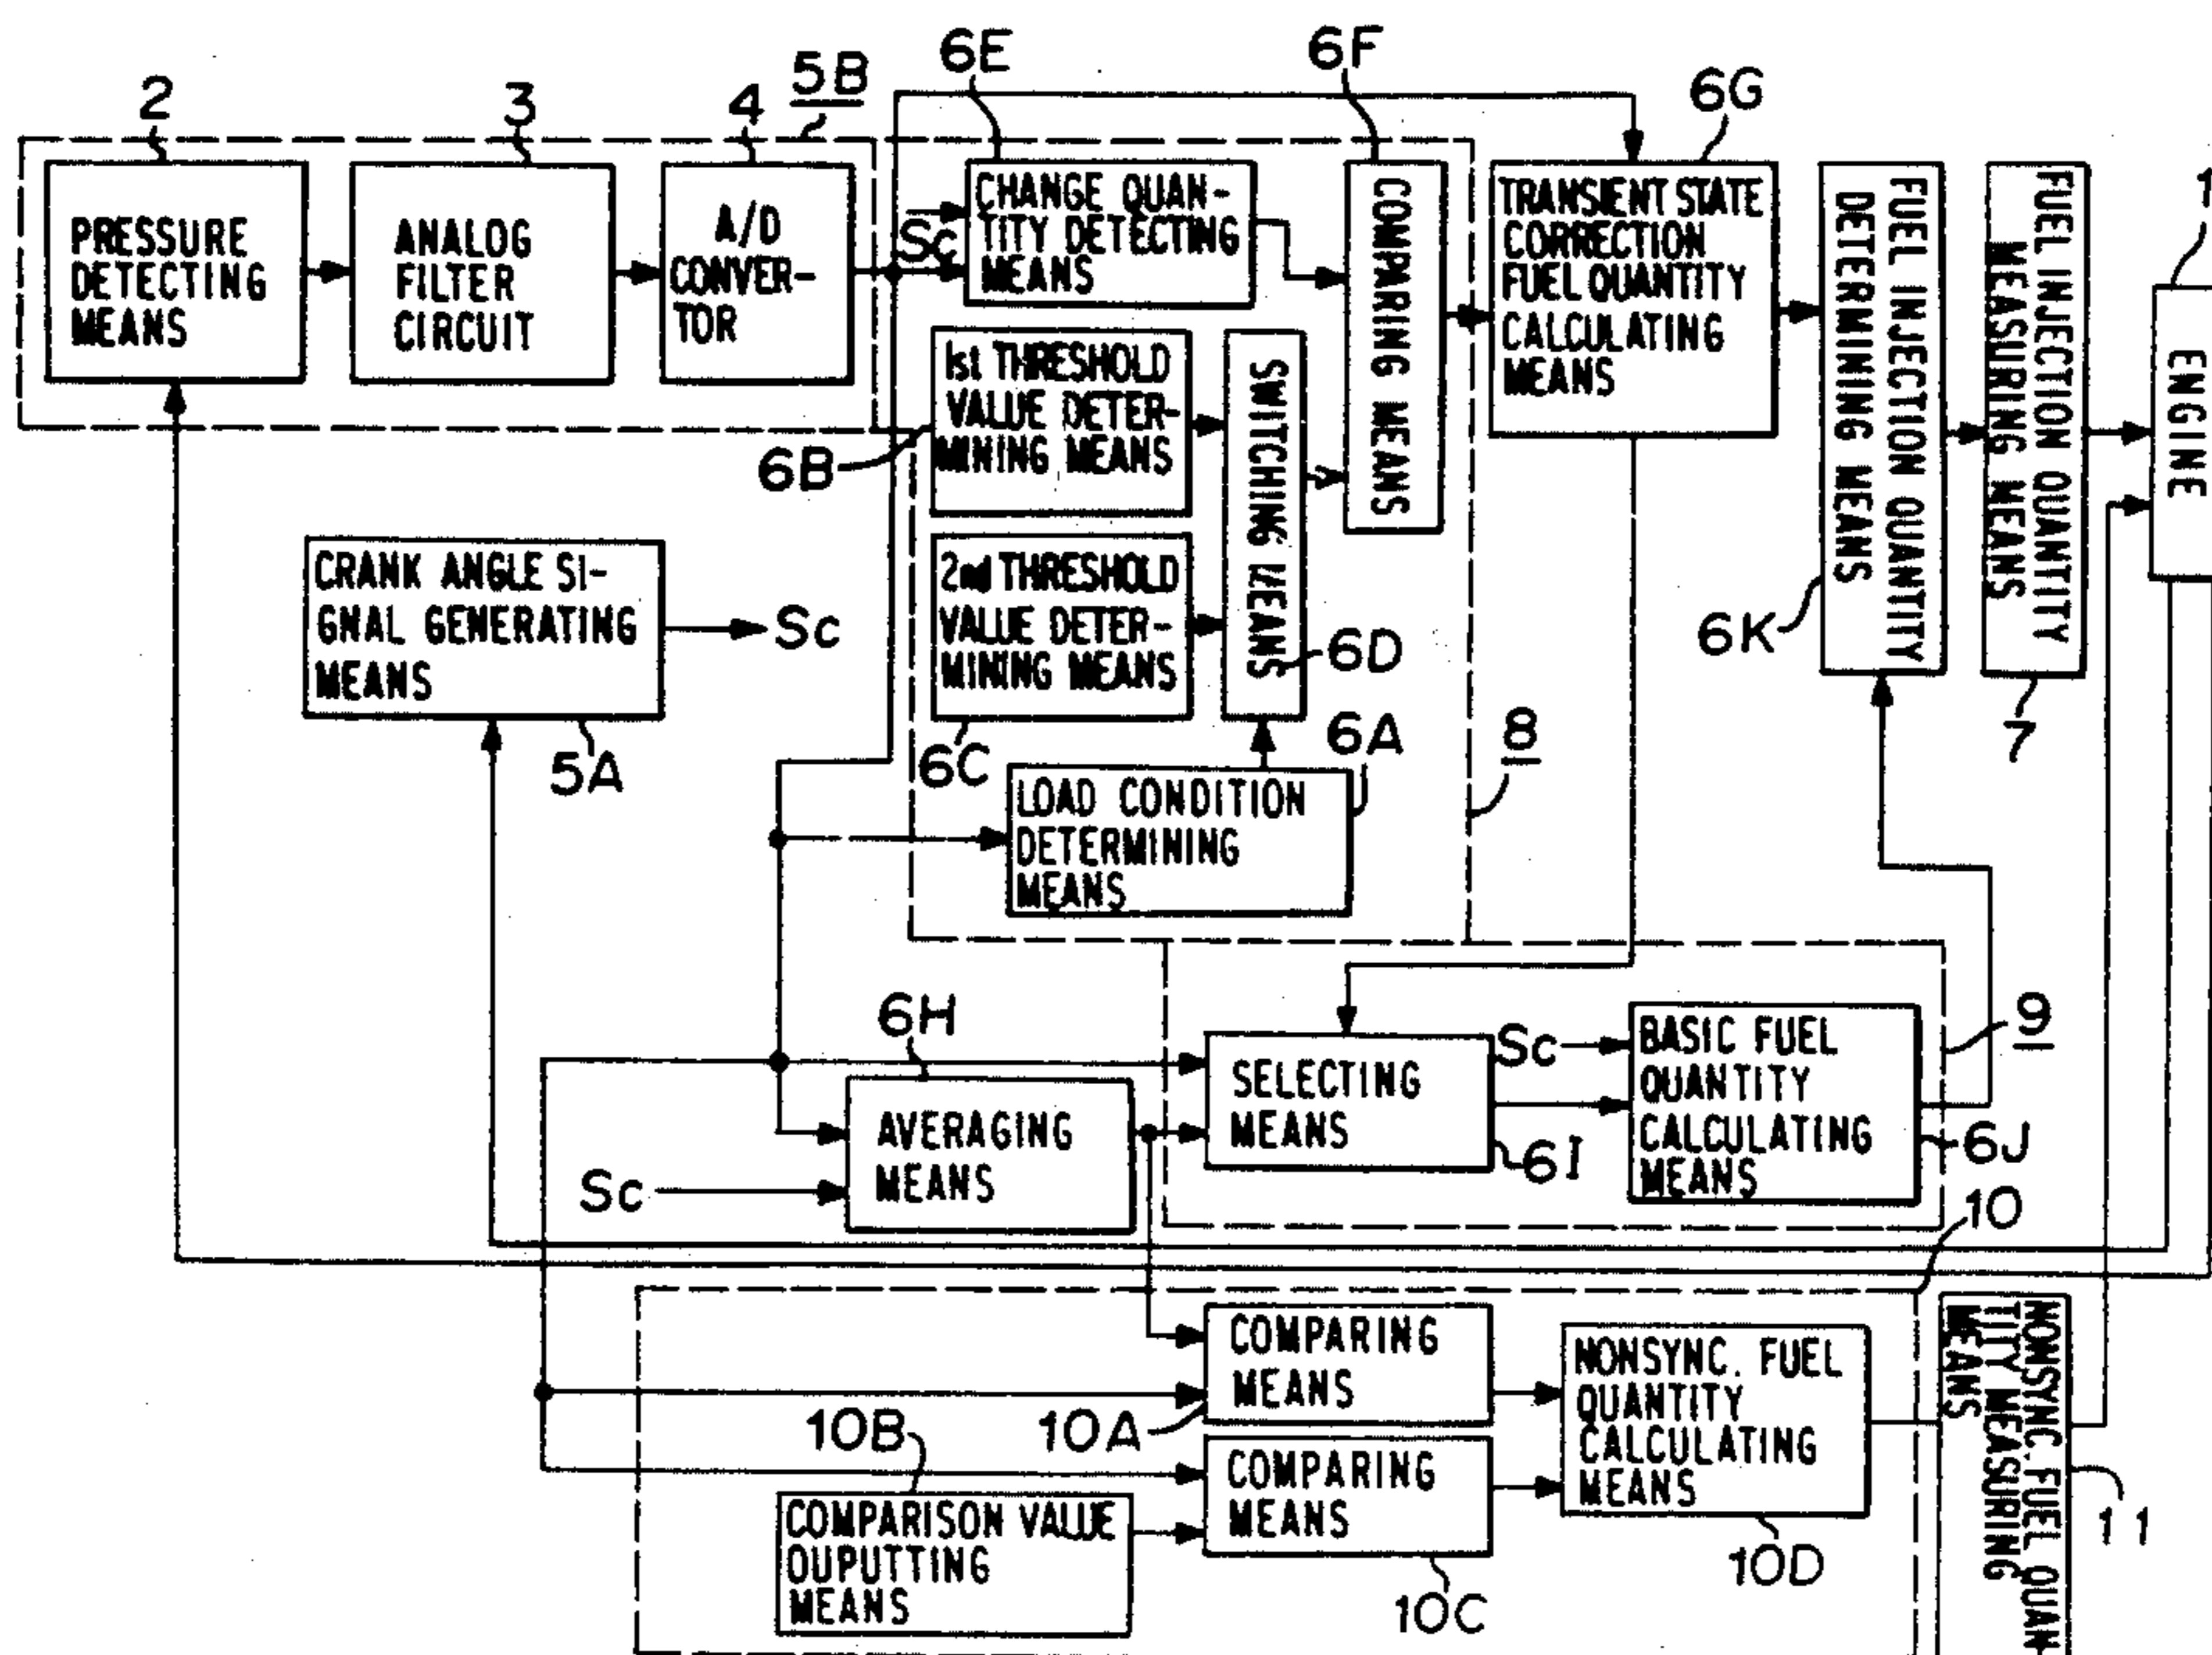 2
3
4
5B
6E
6F
6G
1
PRESSURE
DETECTING
MEANS
ANALOG
FILTER
CIRCUIT
A/D
CONVER-
TOR
Sc
CHANGE QUAN-
TITY DETECTING
MEANS
COMPARING MEANS
TRANSIENT STATE
CORRECTION
FUEL QUANTITY
CALCULATING
MEANS
FUEL INJECTION QUANTITY
DETERMINING MEANS
FUEL INJECTION QUANTITY
MEASURING MEANS
ENGINE
6B
1st THRESHOLD
VALUE DETER-
MINING MEANS
SWITCHING MEANS
2nd THRESHOLD
VALUE DETER-
MINING MEANS
6D
6K
7
CRANK ANGLE SI-
GNAL GENERATING
MEANS
Sc
5A
6C
6A
8
LOAD CONDITION
DETERMINING
MEANS
6H
9
SELECTING
MEANS
Sc
BASIC FUEL
QUANTITY
CALCULATING
MEANS
AVERAGING
MEANS
Sc
6I
6J
10
COMPARING
MEANS
10A
10B
NONSYNC. FUEL
QUANTITY
CALCULATING
MEANS
NONSYNC. FUEL QUAN
TITY MEASURING
MEANS
COMPARING
MEANS
COMPARISON VALUE
OUPUTTING
MEANS
10C
10D
11